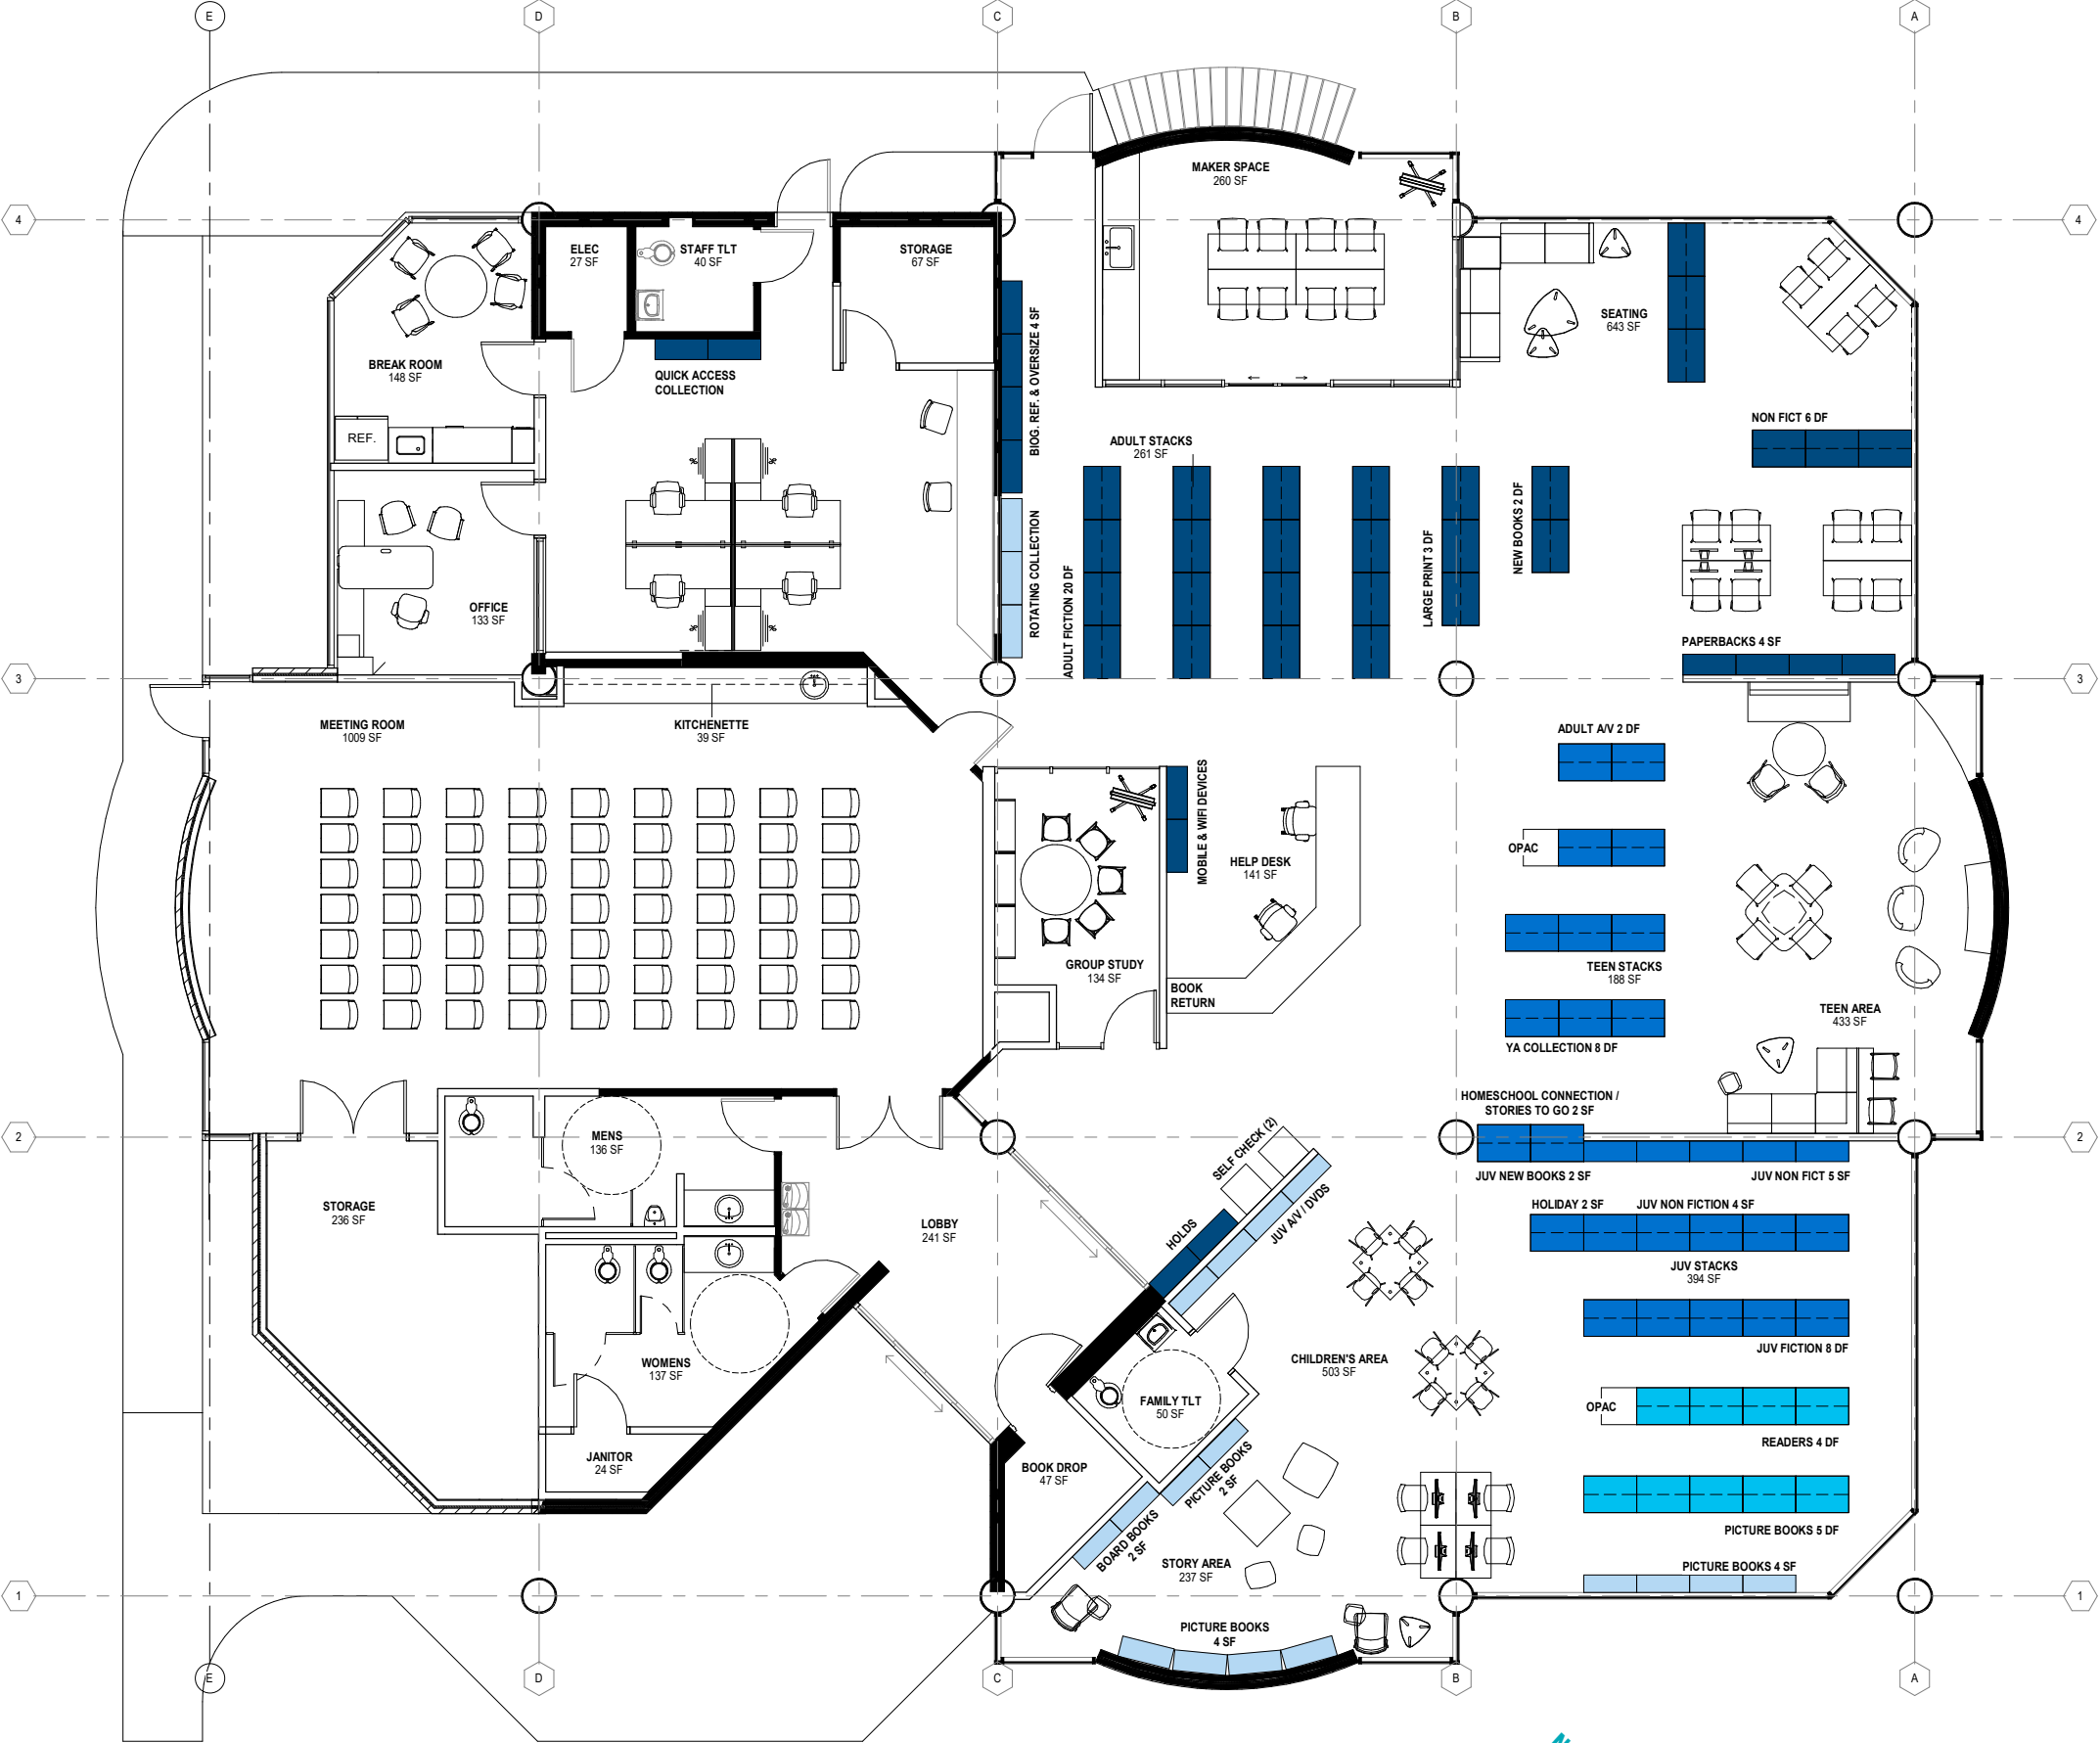 E
D
C
B
A
MAKER SPACE
260 SF
4
4
ELEC
27 SF
STAFF TLT
40 SF
STORAGE
67 SF
SEATING
643 SF
BREAK ROOM
148 SF
QUICK ACCESS
COLLECTION
BIOG. REF. & OVERSIZE 4 SF
NON FICT 6 DF
REF.
ADULT STACKS
261 SF
ROTATING COLLECTION
ADULT FICTION 20 DF
LARGE PRINT 3 DF
NEW BOOKS 2 DF
OFFICE
133 SF
PAPERBACKS 4 SF
3
3
MEETING ROOM
1009 SF
KITCHENETTE
39 SF
ADULT A/V 2 DF
MOBILE & WIFI DEVICES
HELP DESK
141 SF
OPAC
GROUP STUDY
134 SF
BOOK
RETURN
TEEN STACKS
188 SF
TEEN AREA
433 SF
YA COLLECTION 8 DF
HOMESCHOOL CONNECTION /
STORIES TO GO 2 SF
2
2
MENS
136 SF
SELF CHECK (2)
JUV NEW BOOKS 2 SF
JUV NON FICT 5 SF
STORAGE
236 SF
LOBBY
241 SF
HOLDS
JUV A/V / DVDS
HOLIDAY 2 SF
JUV NON FICTION 4 SF
JUV STACKS
394 SF
JUV FICTION 8 DF
WOMENS
137 SF
CHILDREN'S AREA
503 SF
FAMILY TLT
50 SF
OPAC
READERS 4 DF
JANITOR
24 SF
BOOK DROP
47 SF
PICTURE BOOKS
2 SF
BOARD BOOKS
2 SF
PICTURE BOOKS 5 DF
STORY AREA
237 SF
PICTURE BOOKS 4 SF
1
1
PICTURE BOOKS
4 SF
E
D
C
B
A